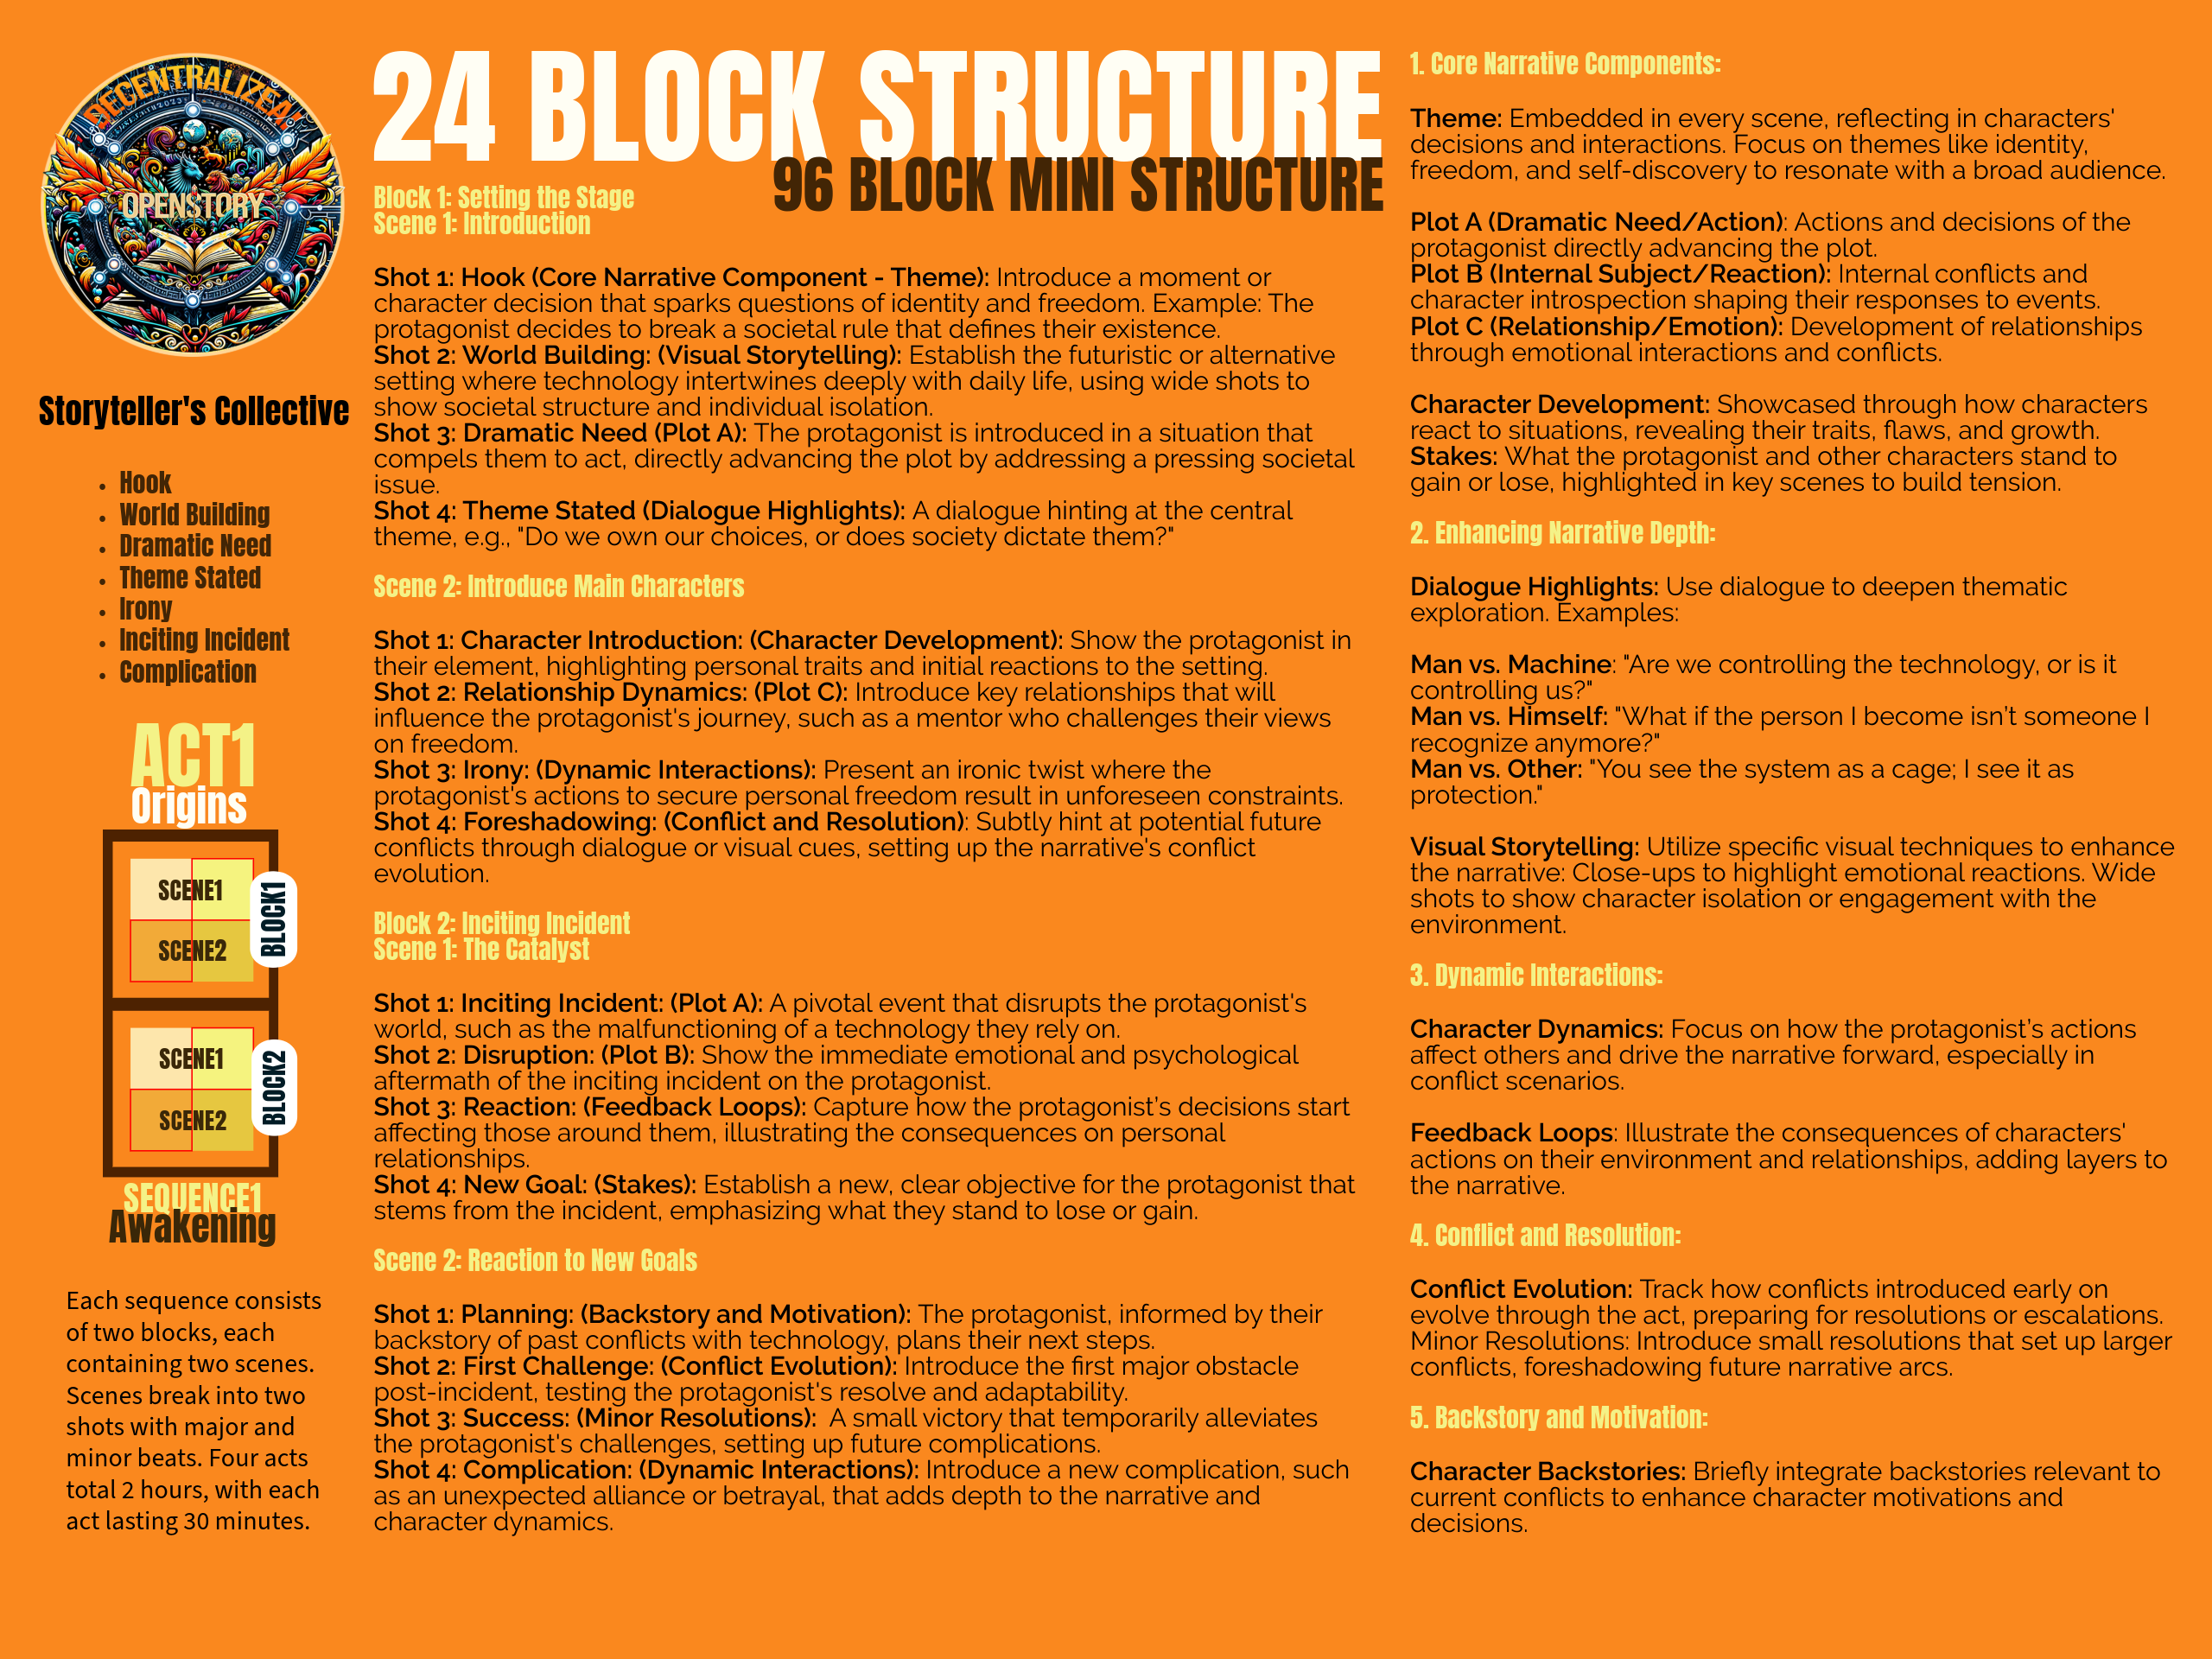 DECENTRALIZEAI
OPENSTORY
Storyteller's Collective
• Hook
• World Building
• Dramatic Need
• Theme Stated
• Irony
• Inciting Incident
• Complication
ACT1
Origins
SCENE1
SCENE2
BLOCK1
SCENE1
SCENE2
BLOCK2
SEQUENCE1
Awakening
Each sequence consists
of two blocks, each
containing two scenes.
Scenes break into two
shots with major and
minor beats. Four acts
total 2 hours, with each
act lasting 30 minutes.
24 BLOCK STRUCTURE
96 BLOCK MINI STRUCTURE
Block 1: Setting the Stage
Scene 1: Introduction
Shot 1: Hook (Core Narrative Component - Theme): Introduce a moment or
character decision that sparks questions of identity and freedom. Example: The
protagonist decides to break a societal rule that defines their existence.
Shot 2: World Building: (Visual Storytelling): Establish the futuristic or alternative
setting where technology intertwines deeply with daily life, using wide shots to
show societal structure and individual isolation.
Shot 3: Dramatic Need (Plot A): The protagonist is introduced in a situation that
compels them to act, directly advancing the plot by addressing a pressing societal
issue.
Shot 4: Theme Stated (Dialogue Highlights): A dialogue hinting at the central
theme, e.g., "Do we own our choices, or does society dictate them?"
Scene 2: Introduce Main Characters
Shot 1: Character Introduction: (Character Development): Show the protagonist in
their element, highlighting personal traits and initial reactions to the setting.
Shot 2: Relationship Dynamics: (Plot C): Introduce key relationships that will
influence the protagonist's journey, such as a mentor who challenges their views
on freedom.
Shot 3: Irony: (Dynamic Interactions): Present an ironic twist where the
protagonist's actions to secure personal freedom result in unforeseen constraints.
Shot 4: Foreshadowing: (Conflict and Resolution): Subtly hint at potential future
conflicts through dialogue or visual cues, setting up the narrative's conflict
evolution.
Block 2: Inciting Incident
Scene 1: The Catalyst
Shot 1: Inciting Incident: (Plot A): A pivotal event that disrupts the protagonist's
world, such as the malfunctioning of a technology they rely on.
Shot 2: Disruption: (Plot B): Show the immediate emotional and psychological
aftermath of the inciting incident on the protagonist.
Shot 3: Reaction: (Feedback Loops): Capture how the protagonist's decisions start
affecting those around them, illustrating the consequences on personal
relationships.
Shot 4: New Goal: (Stakes): Establish a new, clear objective for the protagonist that
stems from the incident, emphasizing what they stand to lose or gain.
Scene 2: Reaction to New Goals
Shot 1: Planning: (Backstory and Motivation): The protagonist, informed by their
backstory of past conflicts with technology, plans their next steps.
Shot 2: First Challenge: (Conflict Evolution): Introduce the first major obstacle
post-incident, testing the protagonist's resolve and adaptability.
Shot 3: Success: (Minor Resolutions): A small victory that temporarily alleviates
the protagonist's challenges, setting up future complications.
Shot 4: Complication: (Dynamic Interactions): Introduce a new complication, such
as an unexpected alliance or betrayal, that adds depth to the narrative and
character dynamics.
1. Core Narrative Components:
Theme: Embedded in every scene, reflecting in characters'
decisions and interactions. Focus on themes like identity,
freedom, and self-discovery to resonate with a broad audience.
Plot A (Dramatic Need/Action): Actions and decisions of the
protagonist directly advancing the plot.
Plot B (Internal Subject/Reaction): Internal conflicts and
character introspection shaping their responses to events.
Plot C (Relationship/Emotion): Development of relationships
through emotional interactions and conflicts.
Character Development: Showcased through how characters
react to situations, revealing their traits, flaws, and growth.
Stakes: What the protagonist and other characters stand to
gain or lose, highlighted in key scenes to build tension.
2. Enhancing Narrative Depth:
Dialogue Highlights: Use dialogue to deepen thematic
exploration. Examples:
Man vs. Machine: "Are we controlling the technology, or is it
controlling us?"
Man vs. Himself: "What if the person I become isn't someone I
recognize anymore?"
Man vs. Other: "You see the system as a cage; I see it as
protection."
Visual Storytelling: Utilize specific visual techniques to enhance
the narrative: Close-ups to highlight emotional reactions. Wide
shots to show character isolation or engagement with the
environment.
3. Dynamic Interactions:
Character Dynamics: Focus on how the protagonist's actions
affect others and drive the narrative forward, especially in
conflict scenarios.
Feedback Loops: Illustrate the consequences of characters'
actions on their environment and relationships, adding layers to
the narrative.
4. Conflict and Resolution:
Conflict Evolution: Track how conflicts introduced early on
evolve through the act, preparing for resolutions or escalations.
Minor Resolutions: Introduce small resolutions that set up larger
conflicts, foreshadowing future narrative arcs.
5. Backstory and Motivation:
Character Backstories: Briefly integrate backstories relevant to
current conflicts to enhance character motivations and
decisions.